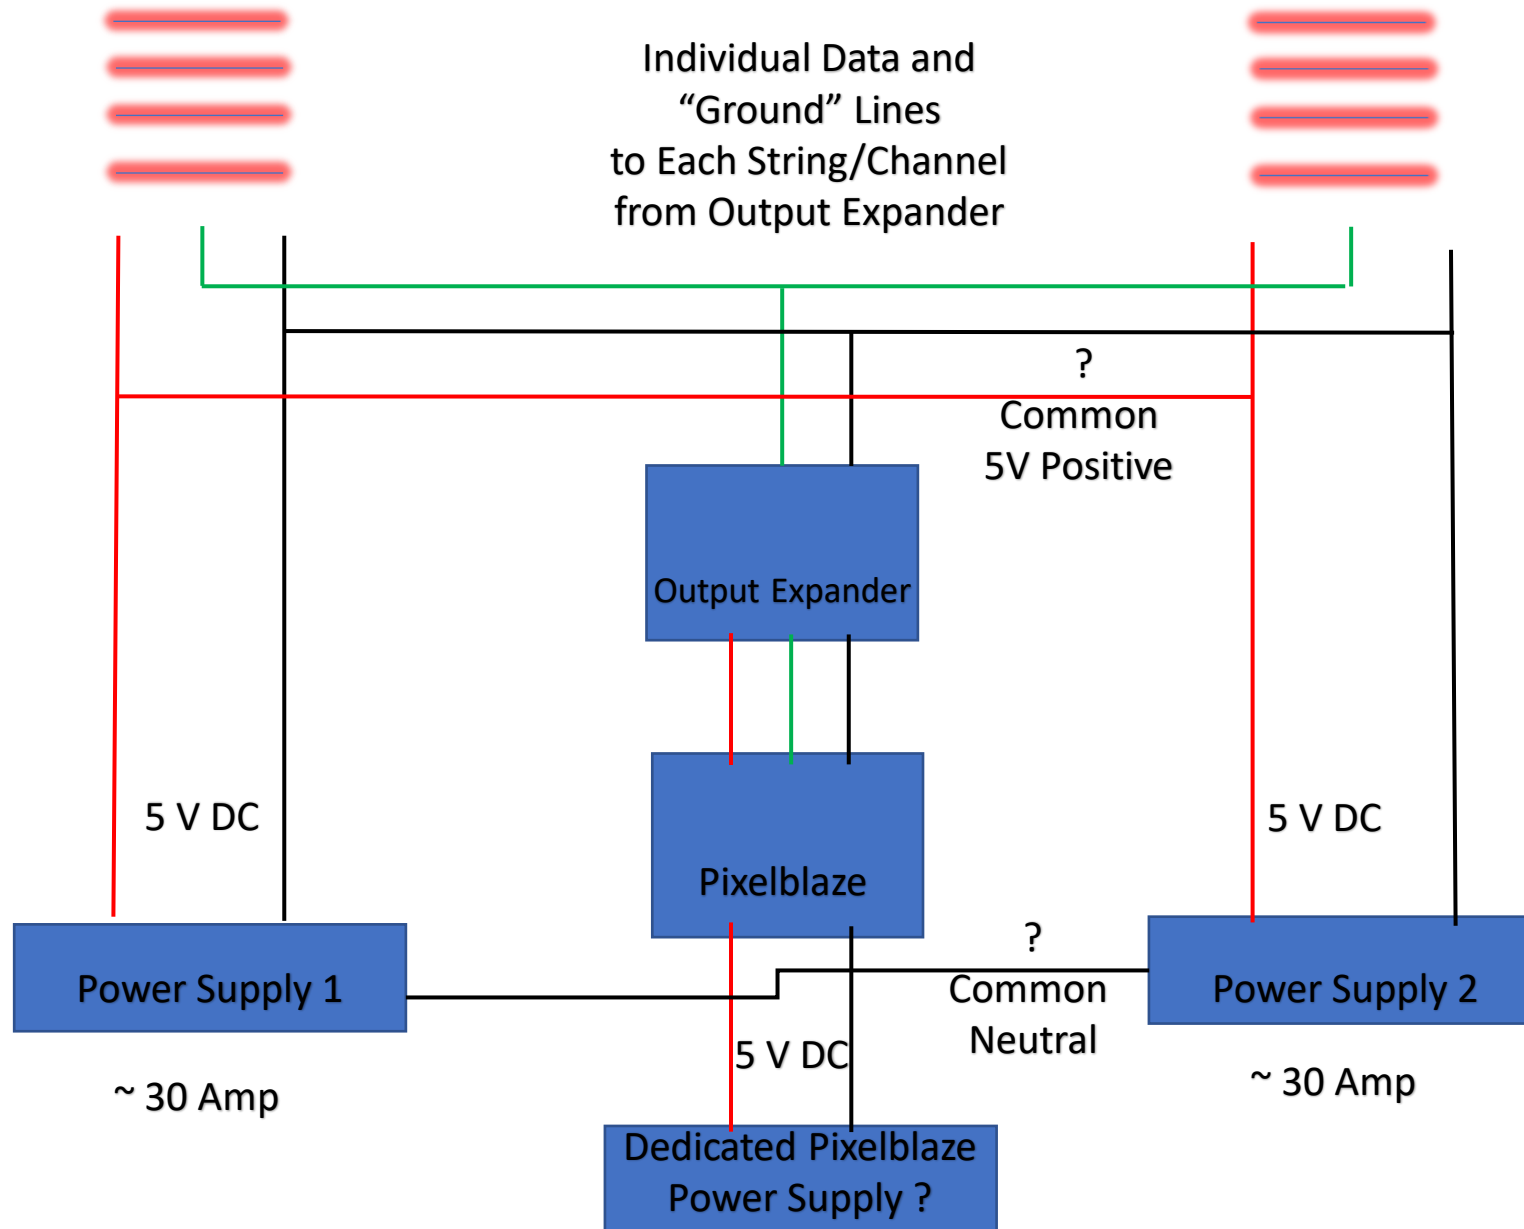 Individual Data and
“Ground” Lines
to Each String/Channel
from Output Expander
?
Common
5V Positive
Output Expander
5 V DC
5 V DC
Pixelblaze
Power Supply 1
?
Common
Neutral
Power Supply 2
5 V DC
~ 30 Amp
~ 30 Amp
Dedicated Pixelblaze
Power Supply ?